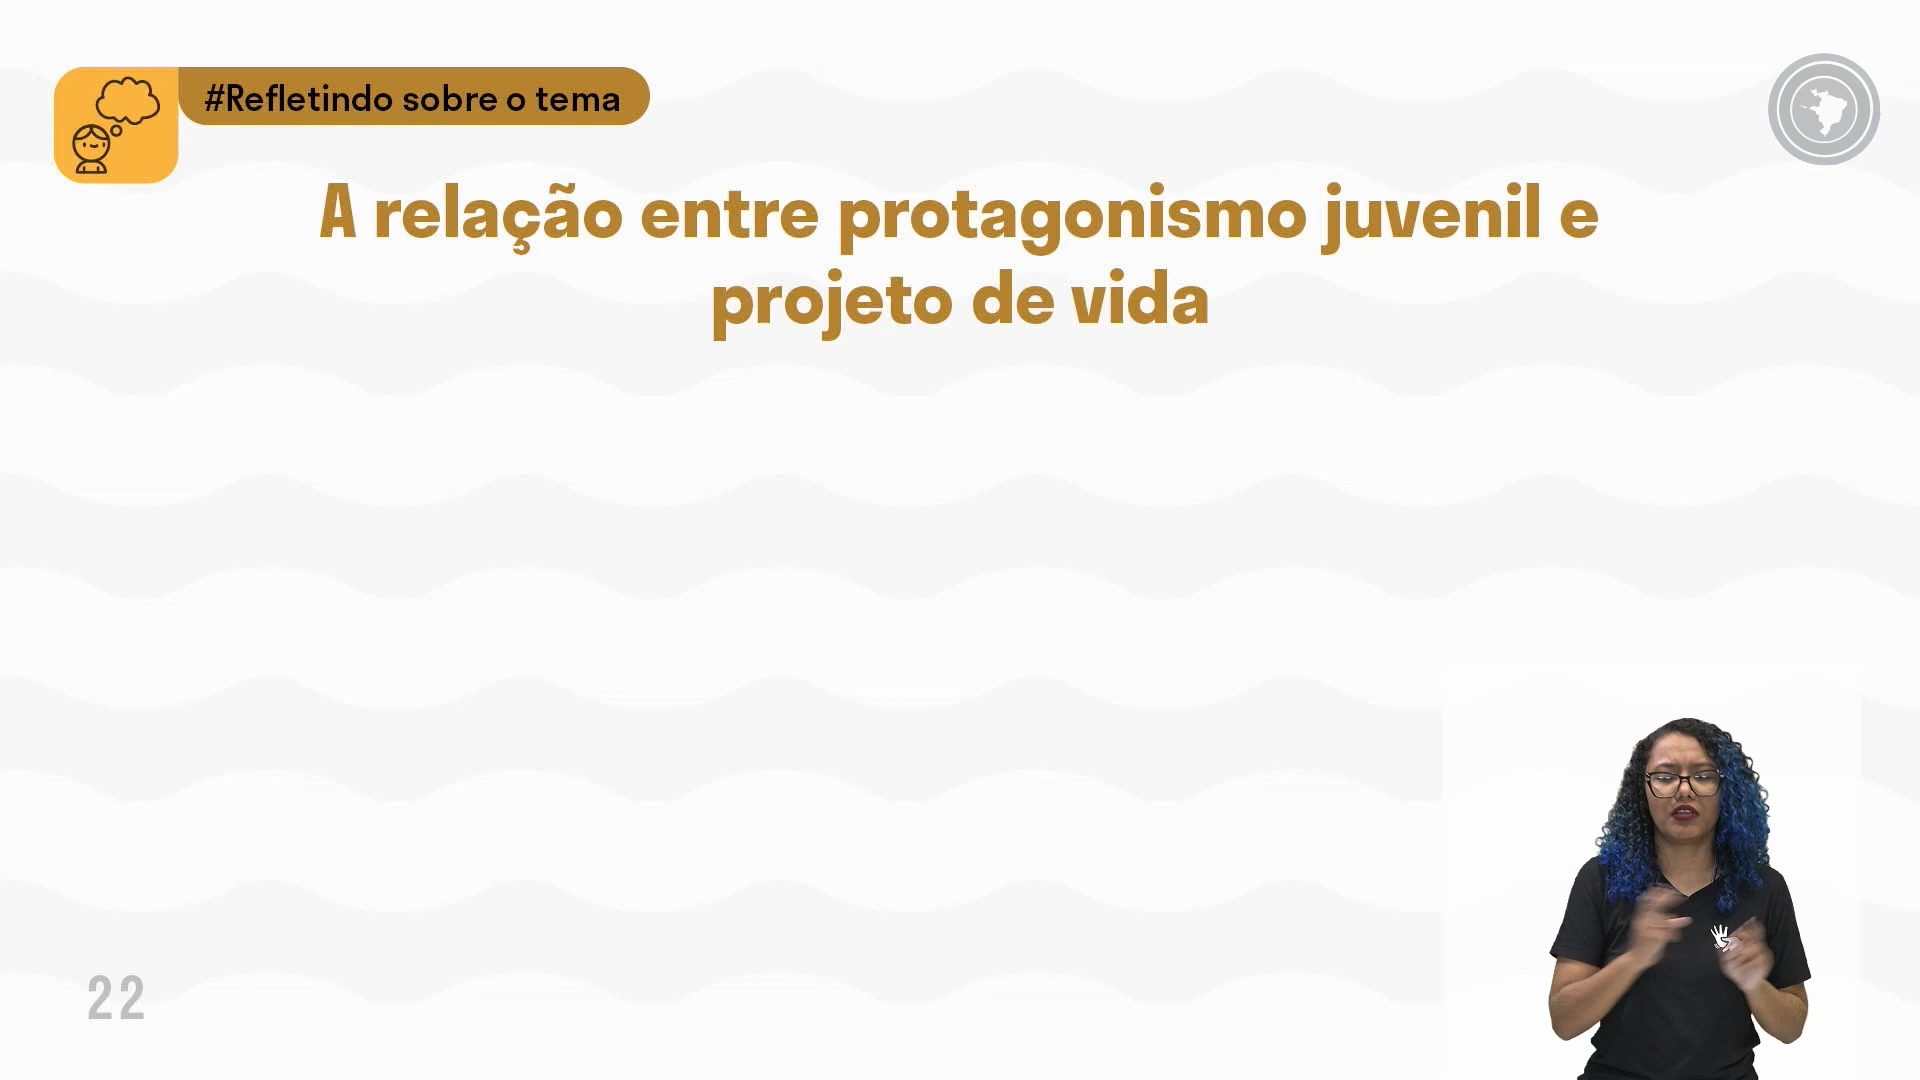 #Refletindo sobre o tema
A relação entre protagonismo juvenil e
projeto de vida
22